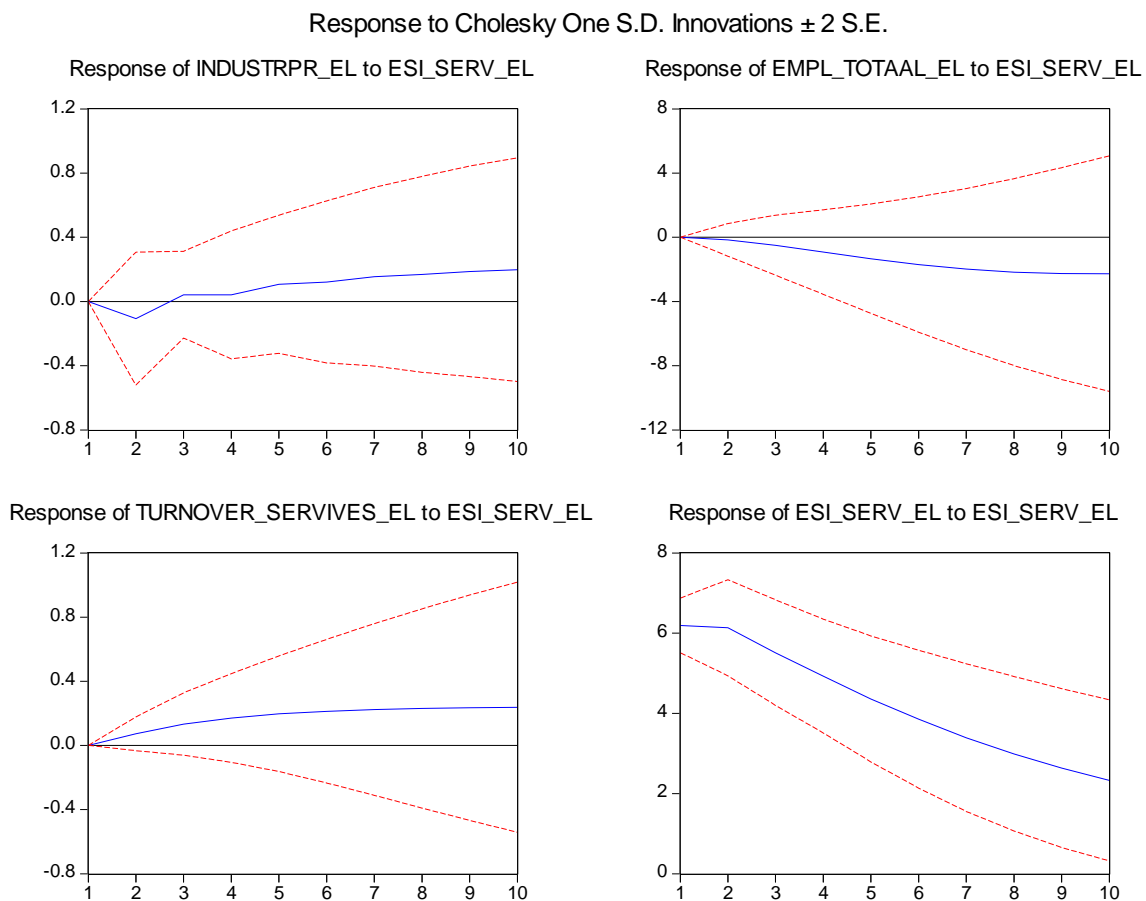 Response to Cholesky One S.D. Innovations ± 2 S.E.
Response of INDUSTRPR_EL to ESI_SERV_EL
1.2
0.8
0.4
0.0
-0.4
-0.8
1 2 3 4 5 6 7 8 9 10
Response of EMPL_TOTAAL_EL to ESI_SERV_EL
8
4
0
-4
-8
-12
1 2 3 4 5 6 7 8 9 10
Response of TURNOVER_SERVIVES_EL to ESI_SERV_EL
1.2
0.8
0.4
0.0
-0.4
-0.8
1 2 3 4 5 6 7 8 9 10
Response of ESI_SERV_EL to ESI_SERV_EL
8
6
4
2
0
1 2 3 4 5 6 7 8 9 10